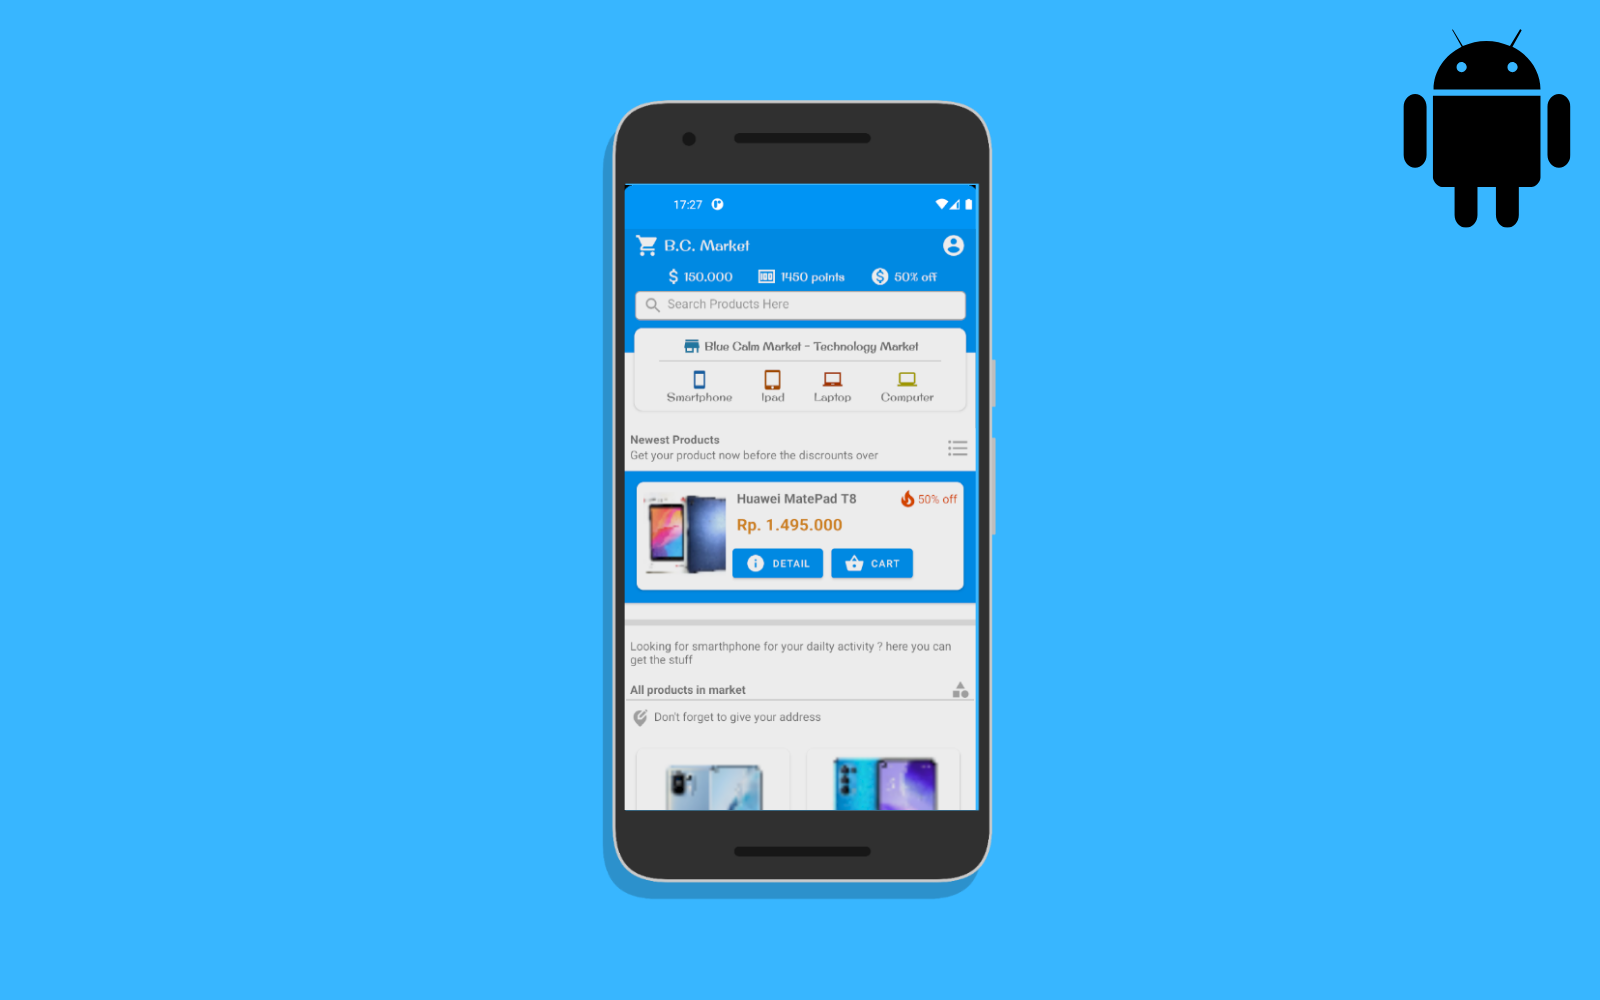 17:27
B.C. Market
$ 150.000 1450 points 50% off
Search Products Here
Blue Calm Market - Technology Market
Smartphone Ipad Laptop Computer
Newest Products
Get your product now before the discrounts over
Huawei MatePad T8 50% off
Rp. 1.495.000
DETAIL CART
Looking for smarthphone for your dailty activity ? here you can
get the stuff
All products in market
Don't forget to give your address